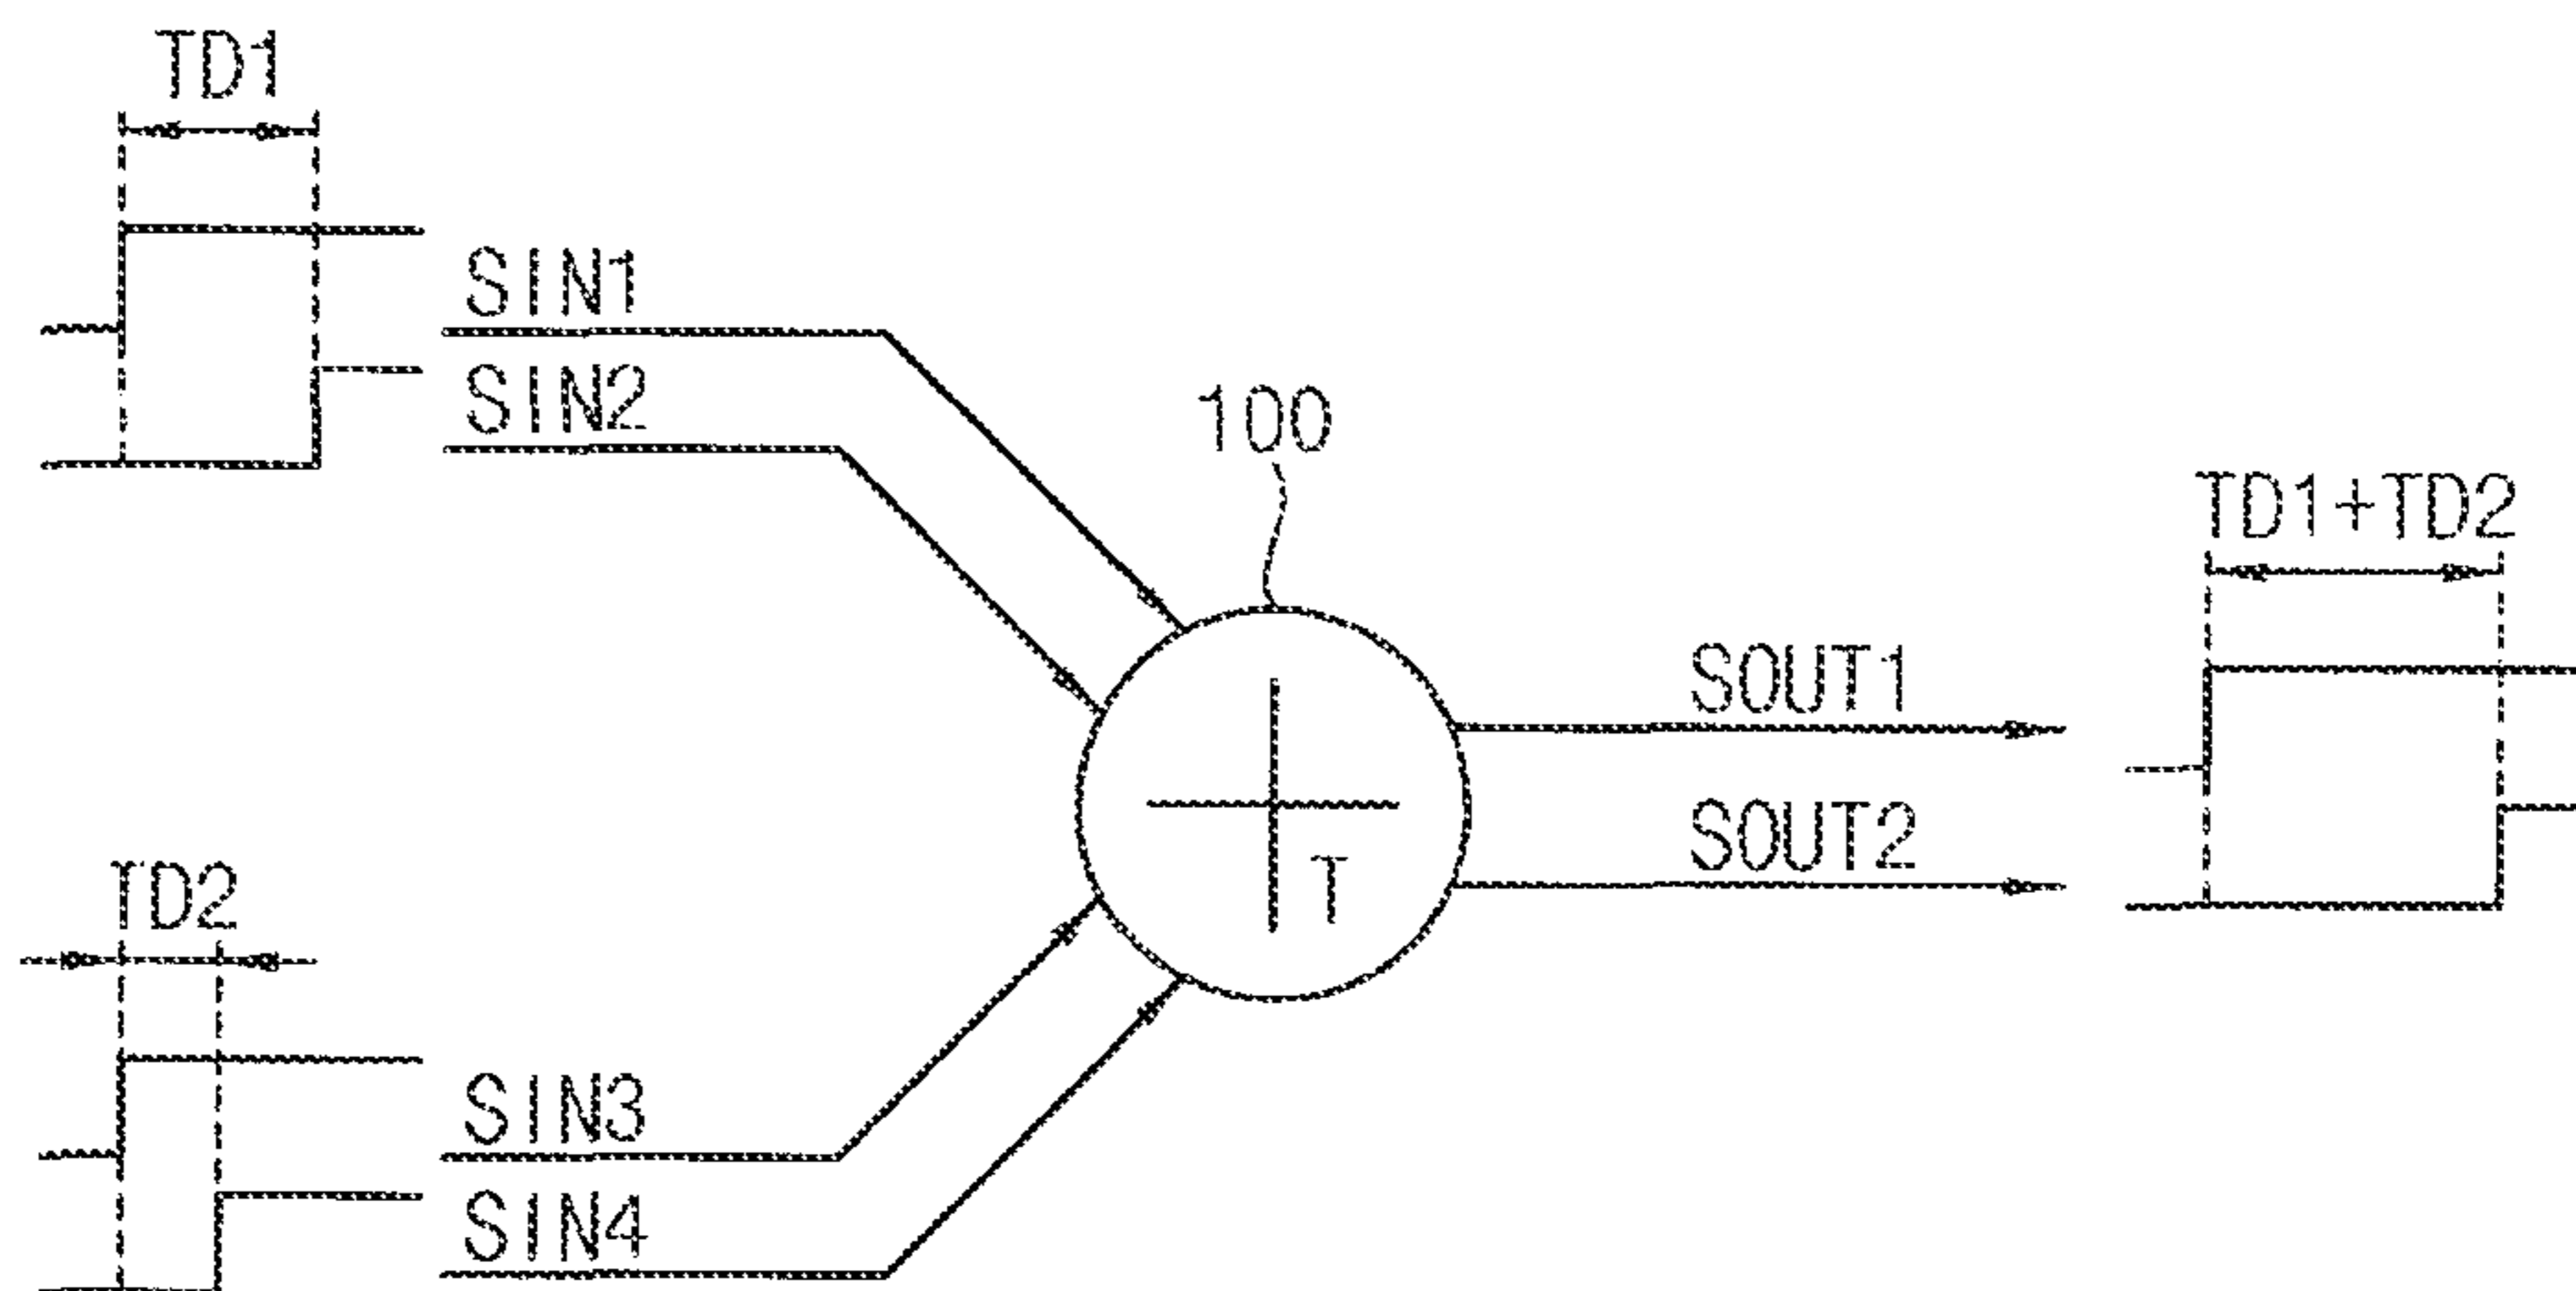 TD1
SIN1
SIN2
100
TD1+TD2
SOUT1
SOUT2
T
TD2
SIN3
SIN4